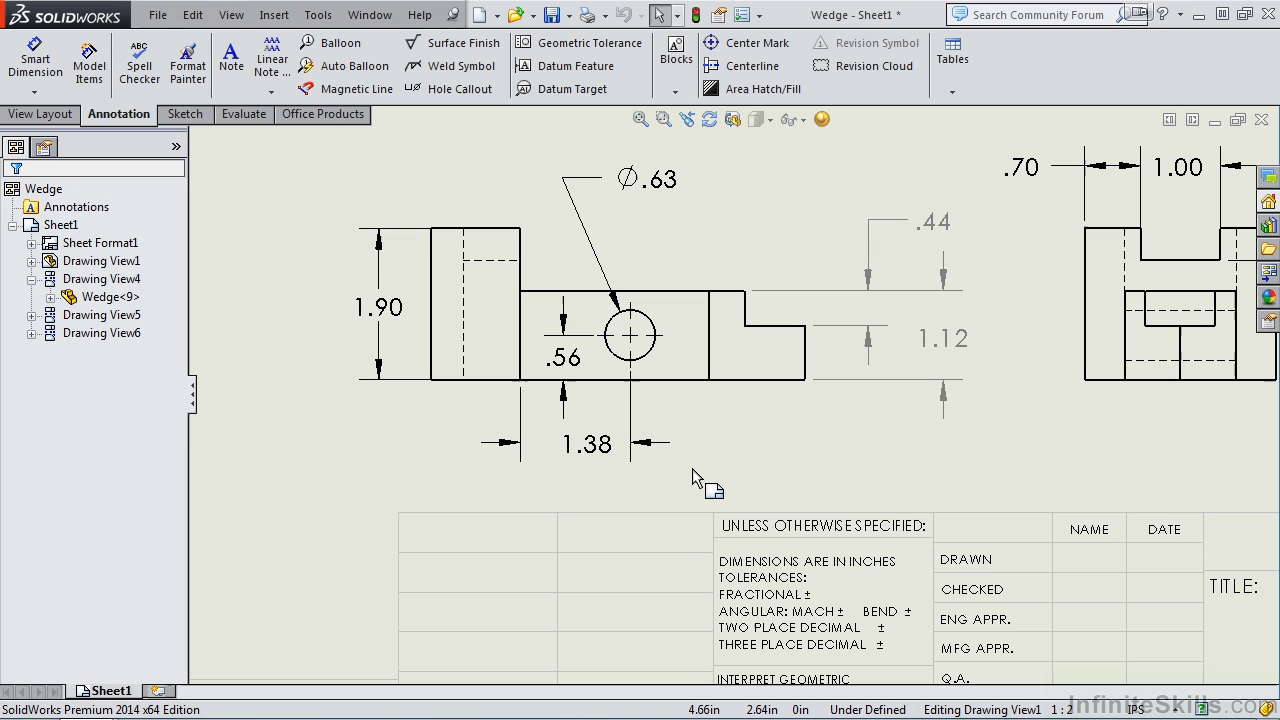 SOLIDWORKS
File Edit View Insert Tools Window Help
Wedge - Sheet1 *
Search Community Forum
Smart Dimension
Model Items
Spell Checker
Format Painter
Note
Linear Note ...
Balloon
Auto Balloon
Magnetic Line
Surface Finish
Weld Symbol
Hole Callout
Geometric Tolerance
Datum Feature
Datum Target
Blocks
Center Mark
Centerline
Area Hatch/Fill
Revision Symbol
Revision Cloud
Tables
View Layout Annotation Sketch Evaluate Office Products
Wedge
Annotations
Sheet1
Sheet Format1
Drawing View1
Drawing View4
Wedge<9>
Drawing View5
Drawing View6
∅.63
.70
1.00
.44
1.90
1.12
.56
1.38
UNLESS OTHERWISE SPECIFIED:
DIMENSIONS ARE IN INCHES
TOLERANCES:
FRACTIONAL ±
ANGULAR: MACH ± BEND ±
TWO PLACE DECIMAL ±
THREE PLACE DECIMAL ±
INTERPRET GEOMETRIC
NAME DATE
DRAWN
CHECKED
ENG APPR.
MFG APPR.
Q.A.
TITLE:
Sheet1
SolidWorks Premium 2014 x64 Edition
4.66in 2.64in 0in Under Defined Editing Drawing View1 1 : 2 IPS
InfiniteSkills.com